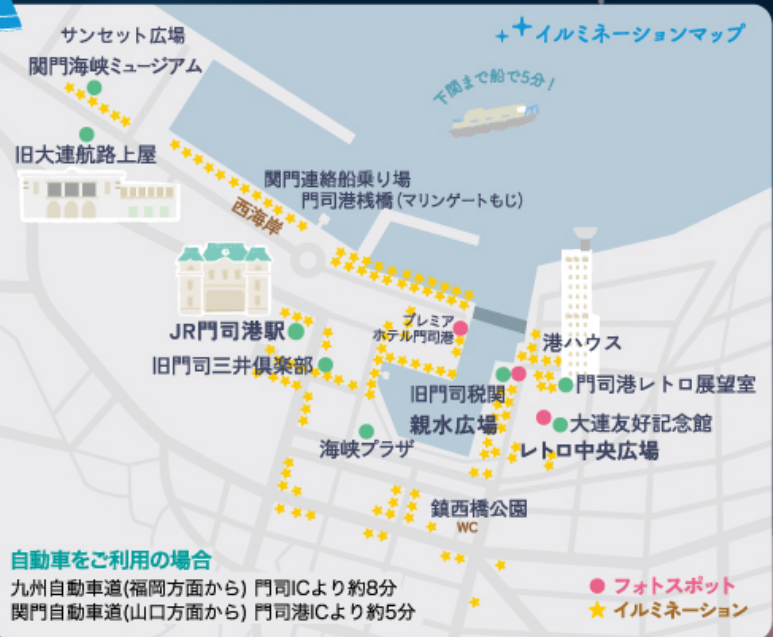 イルミネーションマップ
サンセット広場
関門海峡ミュージアム
下関まで船で5分!
旧大連航路上屋
関門連絡船乗り場
門司港桟橋(マリンゲートもじ)
西海岸
プレミア
ホテル門司港
JR門司港駅
港ハウス
旧門司三井倶楽部
門司港レトロ展望室
旧門司税関
親水広場
大連友好記念館
海峡プラザ
レトロ中央広場
鎮西橋公園
WC
自動車をご利用の場合
九州自動車道(福岡方面から) 門司ICより約8分
関門自動車道(山口方面から) 門司港ICより約5分
フォトスポット
イルミネーション